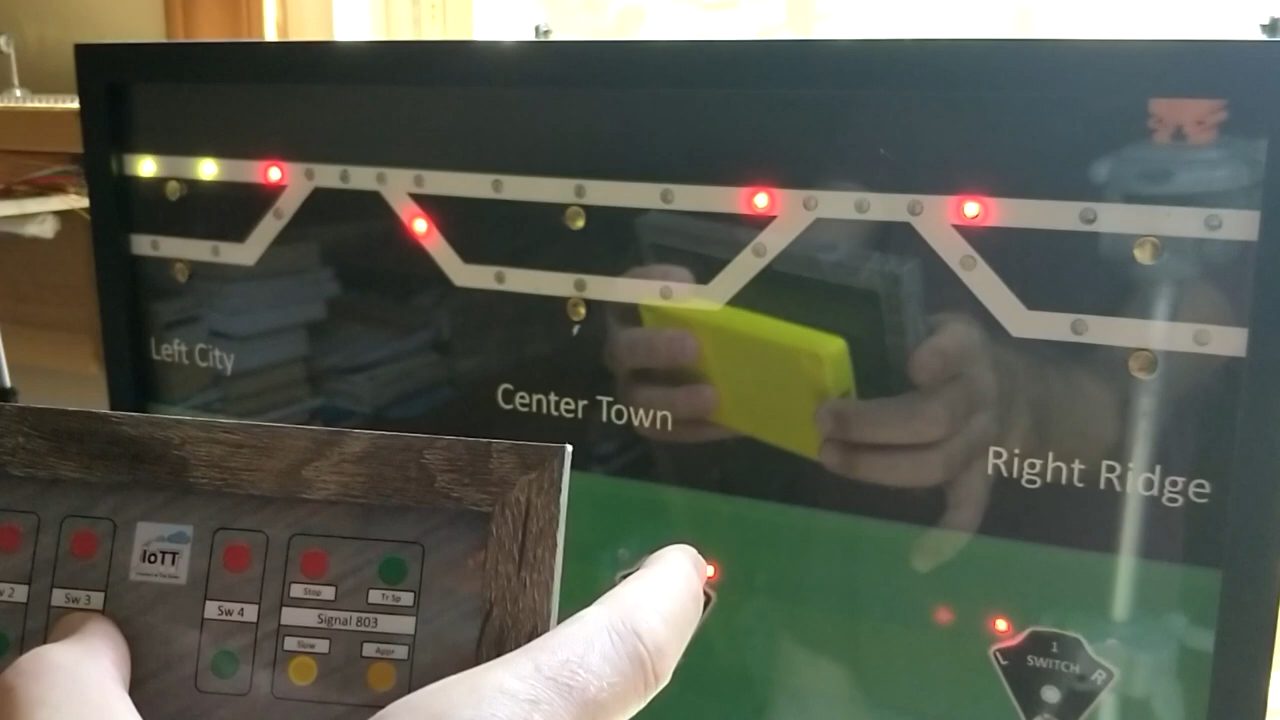 Left City
Center Town
Right Ridge
IoTT
Sw 3
Sw 4
Stop
Tr Sp
Signal 803
Slow
Appr
1
SWITCH
L
R